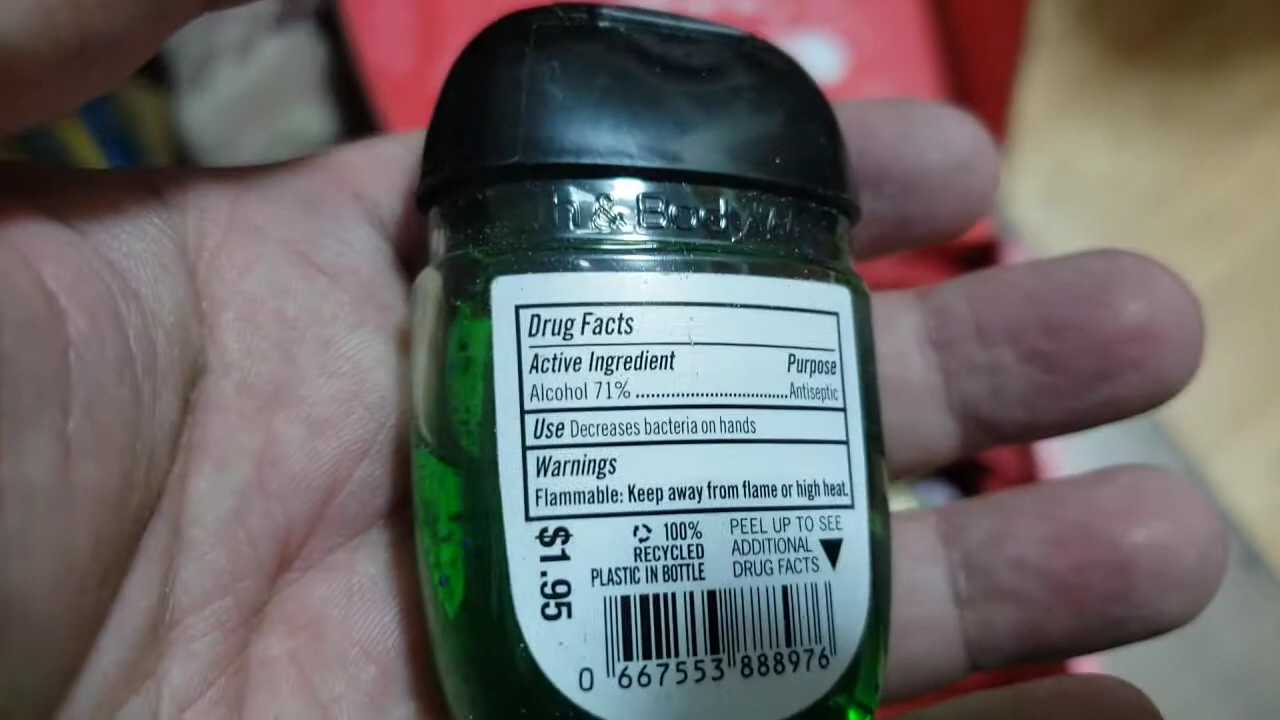 & Body
Drug Facts
Active Ingredient Purpose
Alcohol 71% ........................................ Antiseptic
Use Decreases bacteria on hands
Warnings
Flammable: Keep away from flame or high heat.
$1.95
100%
RECYCLED
PLASTIC IN BOTTLE
PEEL UP TO SEE
ADDITIONAL
DRUG FACTS
0 667553 888976